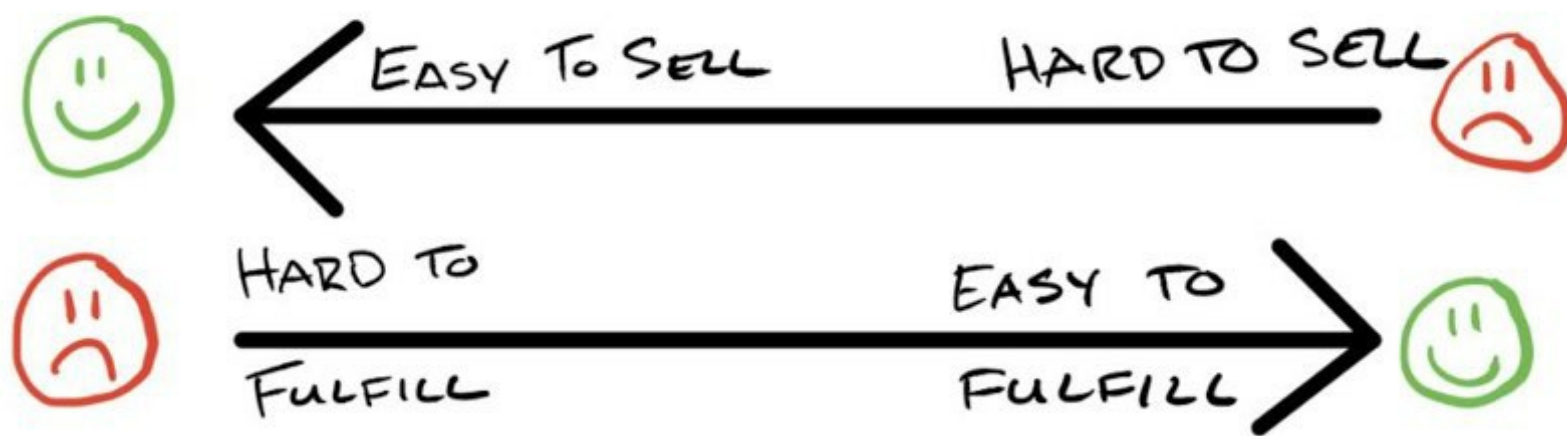 EASY TO SELL
HARD TO SELL
HARD TO
FULFILL
EASY TO
FULFILL